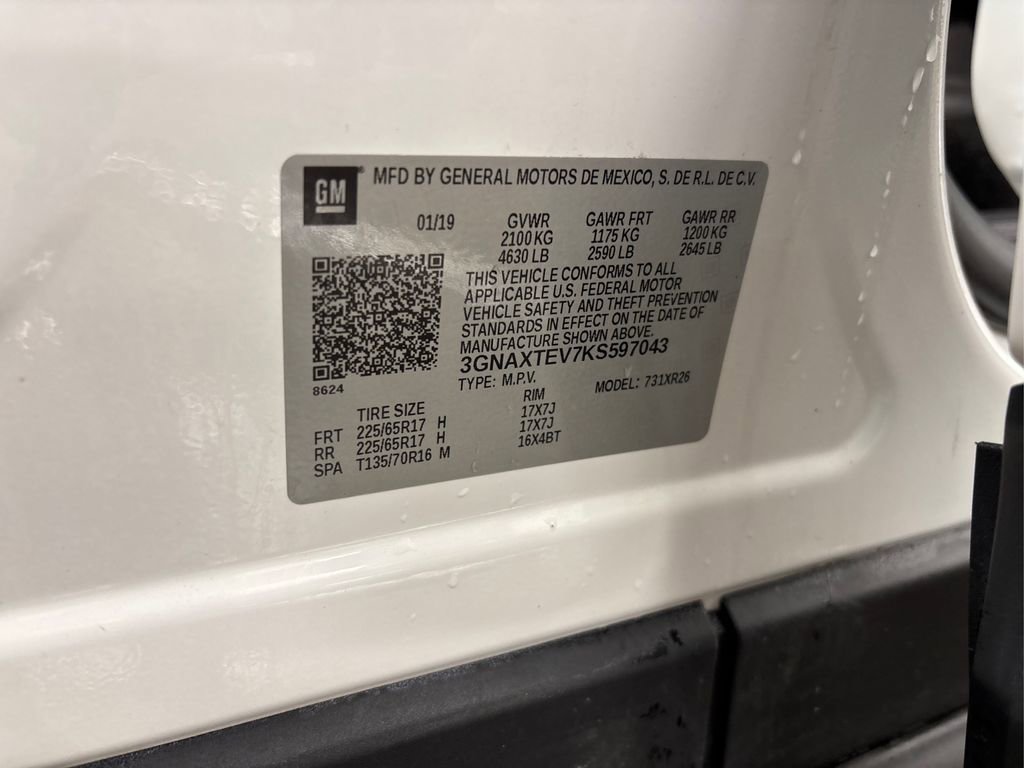 GM ® MFD BY GENERAL MOTORS DE MEXICO, S. DE R.L. DE C.V.
01/19 GVWR GAWR FRT GAWR RR
2100 KG 1175 KG 1200 KG
4630 LB 2590 LB 2645 LB
THIS VEHICLE CONFORMS TO ALL
APPLICABLE U.S. FEDERAL MOTOR
VEHICLE SAFETY AND THEFT PREVENTION
STANDARDS IN EFFECT ON THE DATE OF
MANUFACTURE SHOWN ABOVE.
3GNAXTEV7KS597043
8624 TYPE: M.P.V. MODEL: 731XR26
TIRE SIZE RIM
FRT 225/65R17 H 17X7J
RR 225/65R17 H 17X7J
SPA T135/70R16 M 16X4BT